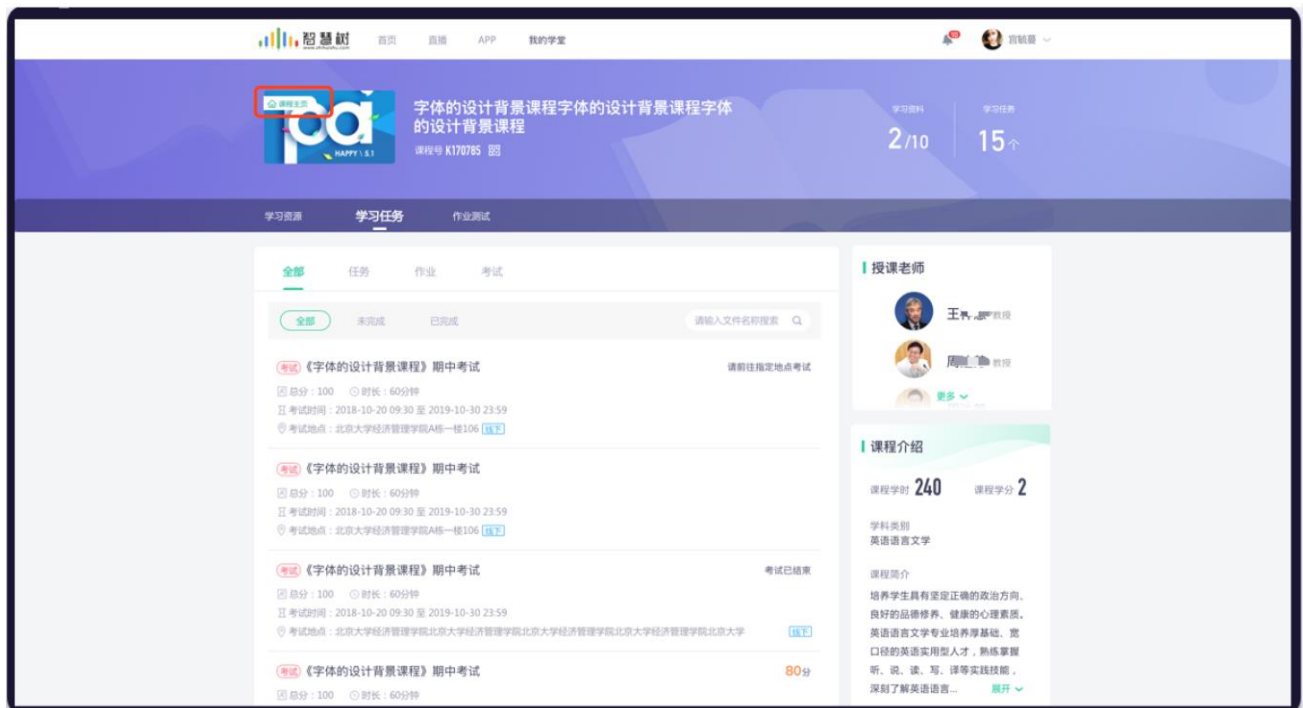 智慧树
www.zhihuishu.com
首页 直播 APP 我的学堂
课程主页
HAPPY \ 5.1
字体的设计背景课程字体的设计背景课程字体
的设计背景课程
课程号 K170785
学习资料 学习任务
2/10 15个
学习资源 学习任务 作业测试
全部 任务 作业 考试
全部 未完成 已完成 请输入文件名称搜索
考试 《字体的设计背景课程》期中考试 请前往指定地点考试
总分：100 时长：60分钟
考试时间：2018-10-20 09:30 至 2019-10-30 23:59
考试地点：北京大学经济管理学院A栋一楼106 线下
考试 《字体的设计背景课程》期中考试
总分：100 时长：60分钟
考试时间：2018-10-20 09:30 至 2019-10-30 23:59
考试地点：北京大学经济管理学院A栋一楼106 线下
考试 《字体的设计背景课程》期中考试 考试已结束
总分：100 时长：60分钟
考试时间：2018-10-20 09:30 至 2019-10-30 23:59
考试地点：北京大学经济管理学院北京大学经济管理学院北京大学经济管理学院北京大学经济管理学院北京大学 线下
考试 《字体的设计背景课程》期中考试 80分
总分：100 时长：60分钟
授课老师
王 教授
周 教授
更多
课程介绍
课程学时 240 课程学分 2
学科类别
英语语言文学
课程简介
培养学生具有坚定正确的政治方向、
良好的品德修养、健康的心理素质。
英语语言文学专业培养厚基础、宽
口径的英语实用型人才，熟练掌握
听、说、读、写、译等实践技能，
深刻了解英语语言... 展开